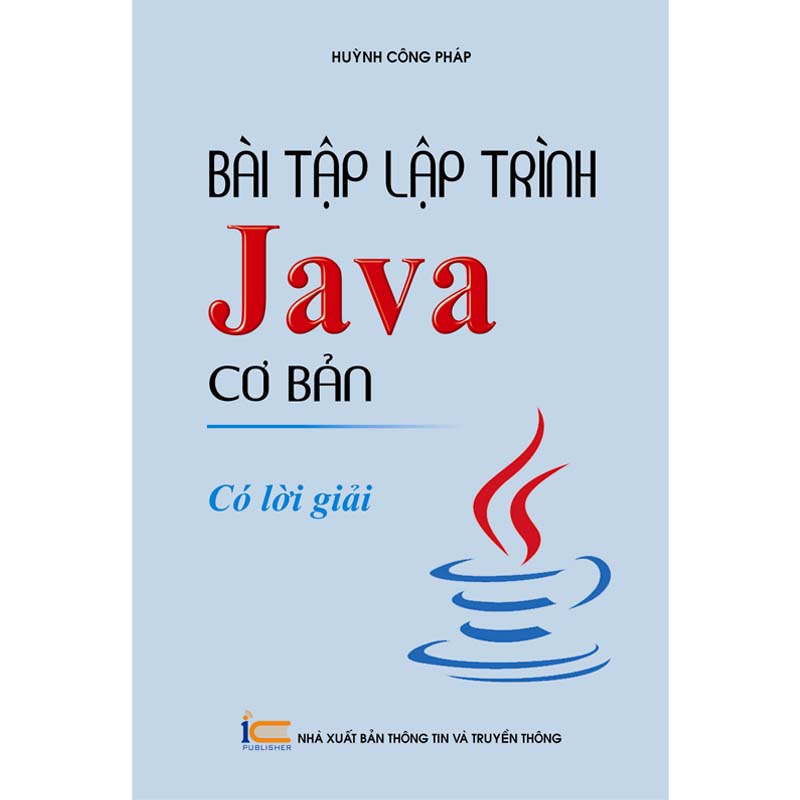 HUỲNH CÔNG PHÁP
BÀI TẬP LẬP TRÌNH
Java
CƠ BẢN
Có lời giải
ic
PUBLISHER
NHÀ XUẤT BẢN THÔNG TIN VÀ TRUYỀN THÔNG